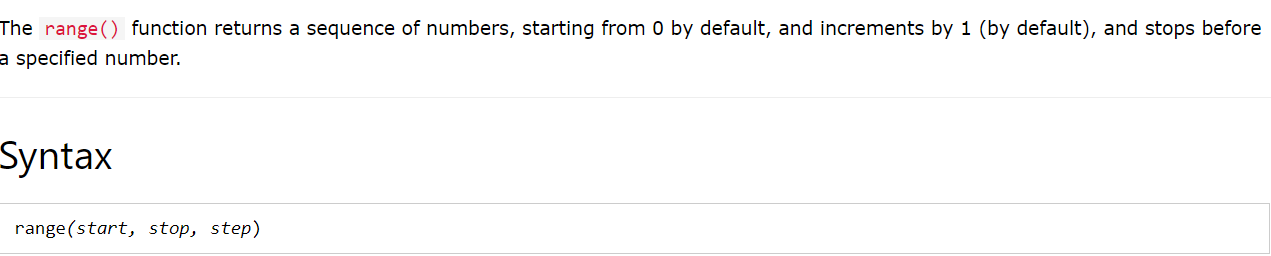 The range() function returns a sequence of numbers, starting from 0 by default, and increments by 1 (by default), and stops before
a specified number.
Syntax
range(start, stop, step)